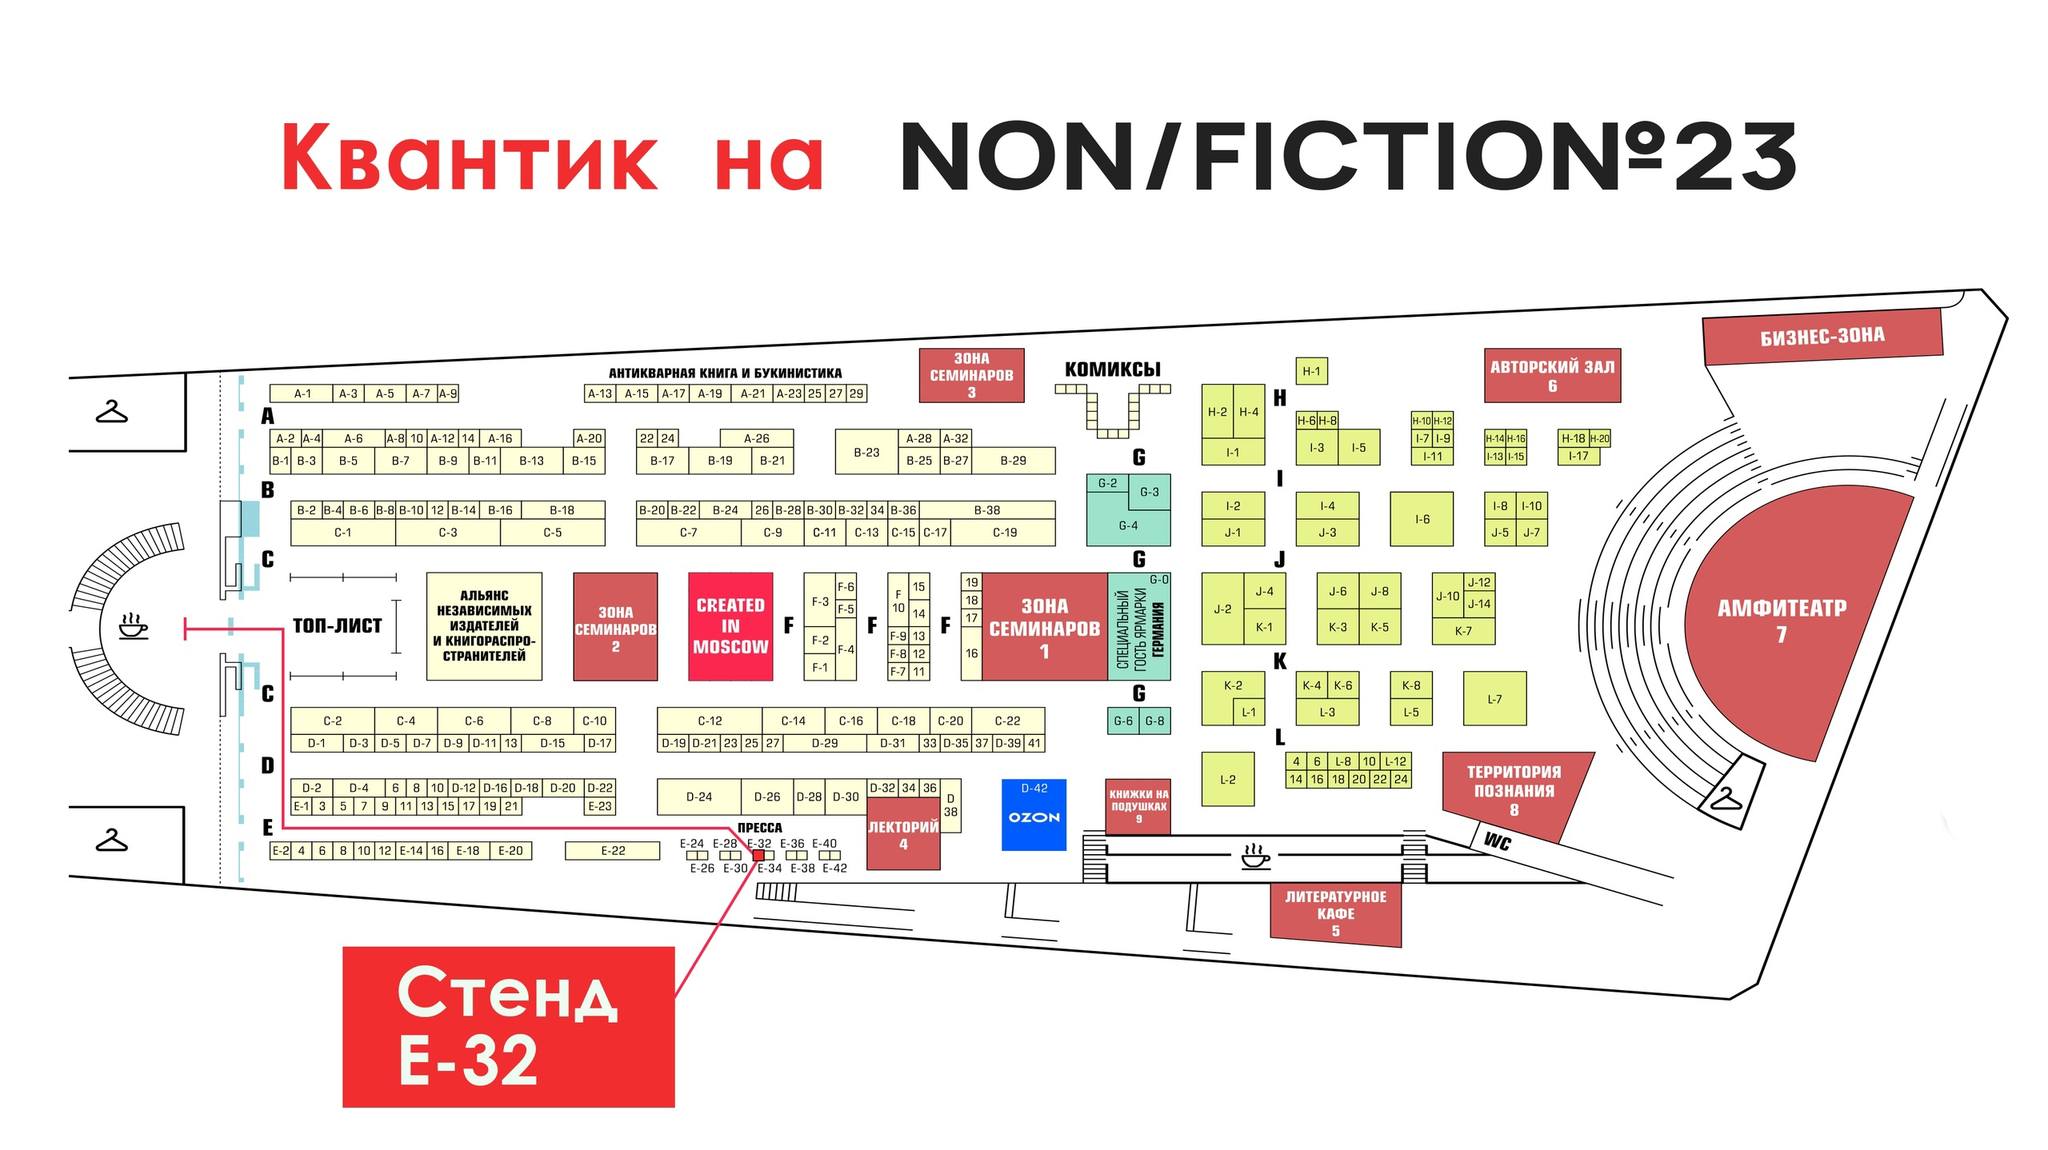 Квантик на NON/FICTION№23
БИЗНЕС-ЗОНА
ЗОНА
СЕМИНАРОВ
3
КОМИКСЫ
АВТОРСКИЙ ЗАЛ
6
АНТИКВАРНАЯ КНИГА И БУКИНИСТИКА
H-1
A-1 A-3 A-5 A-7 A-9
A-13 A-15 A-17 A-19 A-21 A-23 25 27 29
H
A
H-2 H-4
H-6 H-8
H-10 H-12
A-2 A-4 A-6 A-8 10 A-12 14 A-16 A-20
22 24 A-26
A-28 A-32
I-3 I-5
I-7 I-9
H-14 H-16
H-18 H-20
B-1 B-3 B-5 B-7 B-9 B-11 B-13 B-15
B-17 B-19 B-21
B-23 B-25 B-27 B-29
G
I-1
I-11
I-13 I-15
I-17
B
I
G-2 G-3
G-4
B-2 B-4 B-6 B-8 B-10 12 B-14 B-16 B-18
B-20 B-22 B-24 26 B-28 B-30 B-32 34 B-36 B-38
I-2
I-4
I-6
I-8 I-10
C-1 C-3 C-5
C-7 C-9 C-11 C-13 C-15 C-17 C-19
J-1
J-3
J-5 J-7
C
G
J
ТОП-ЛИСТ
АЛЬЯНС
НЕЗАВИСИМЫХ
ИЗДАТЕЛЕЙ
И КНИГОРАСПРО-
СТРАНИТЕЛЕЙ
ЗОНА
СЕМИНАРОВ
2
CREATED
IN
MOSCOW
F
F-3 F-6
F-5
F-2 F-4
F-1
F
F
10
15
14
F-9 13
F-8 12
F-7 11
F
19
18
17
16
ЗОНА
СЕМИНАРОВ
1
G-0
СПЕЦИАЛЬНЫЙ
ГОСТЬ ЯРМАРКИ
ГЕРМАНИЯ
J-2 J-4
K-1
J-6 J-8
K-3 K-5
J-10 J-12
J-14
K-7
АМФИТЕАТР
7
C
G
K
K-2
L-1
K-4 K-6
L-3
K-8
L-5
L-7
C-2 C-4 C-6 C-8 C-10
C-12 C-14 C-16 C-18 C-20 C-22
G-6 G-8
D-1 D-3 D-5 D-7 D-9 D-11 13 D-15 D-17
D-19 D-21 23 25 27 D-29 D-31 33 D-35 37 D-39 41
L
D
L-2
4 6 L-8 10 L-12
14 16 18 20 22 24
ТЕРРИТОРИЯ
ПОЗНАНИЯ
8
D-2 D-4 6 8 10 D-12 D-16 D-18 D-20 D-22
D-24 D-26 D-28 D-30 D-32 34 36
D
38
D-42
OZON
КНИЖКИ НА
ПОДУШКАХ
9
E-1 3 5 7 9 11 13 15 17 19 21 E-23
E
ПРЕССА
ЛЕКТОРИЙ
4
WC
E-24 E-28 E-32 E-36 E-40
E-2 4 6 8 10 12 E-14 16 E-18 E-20
E-22
E-26 E-30 E-34 E-38 E-42
ЛИТЕРАТУРНОЕ
КАФЕ
5
Стенд
Е-32